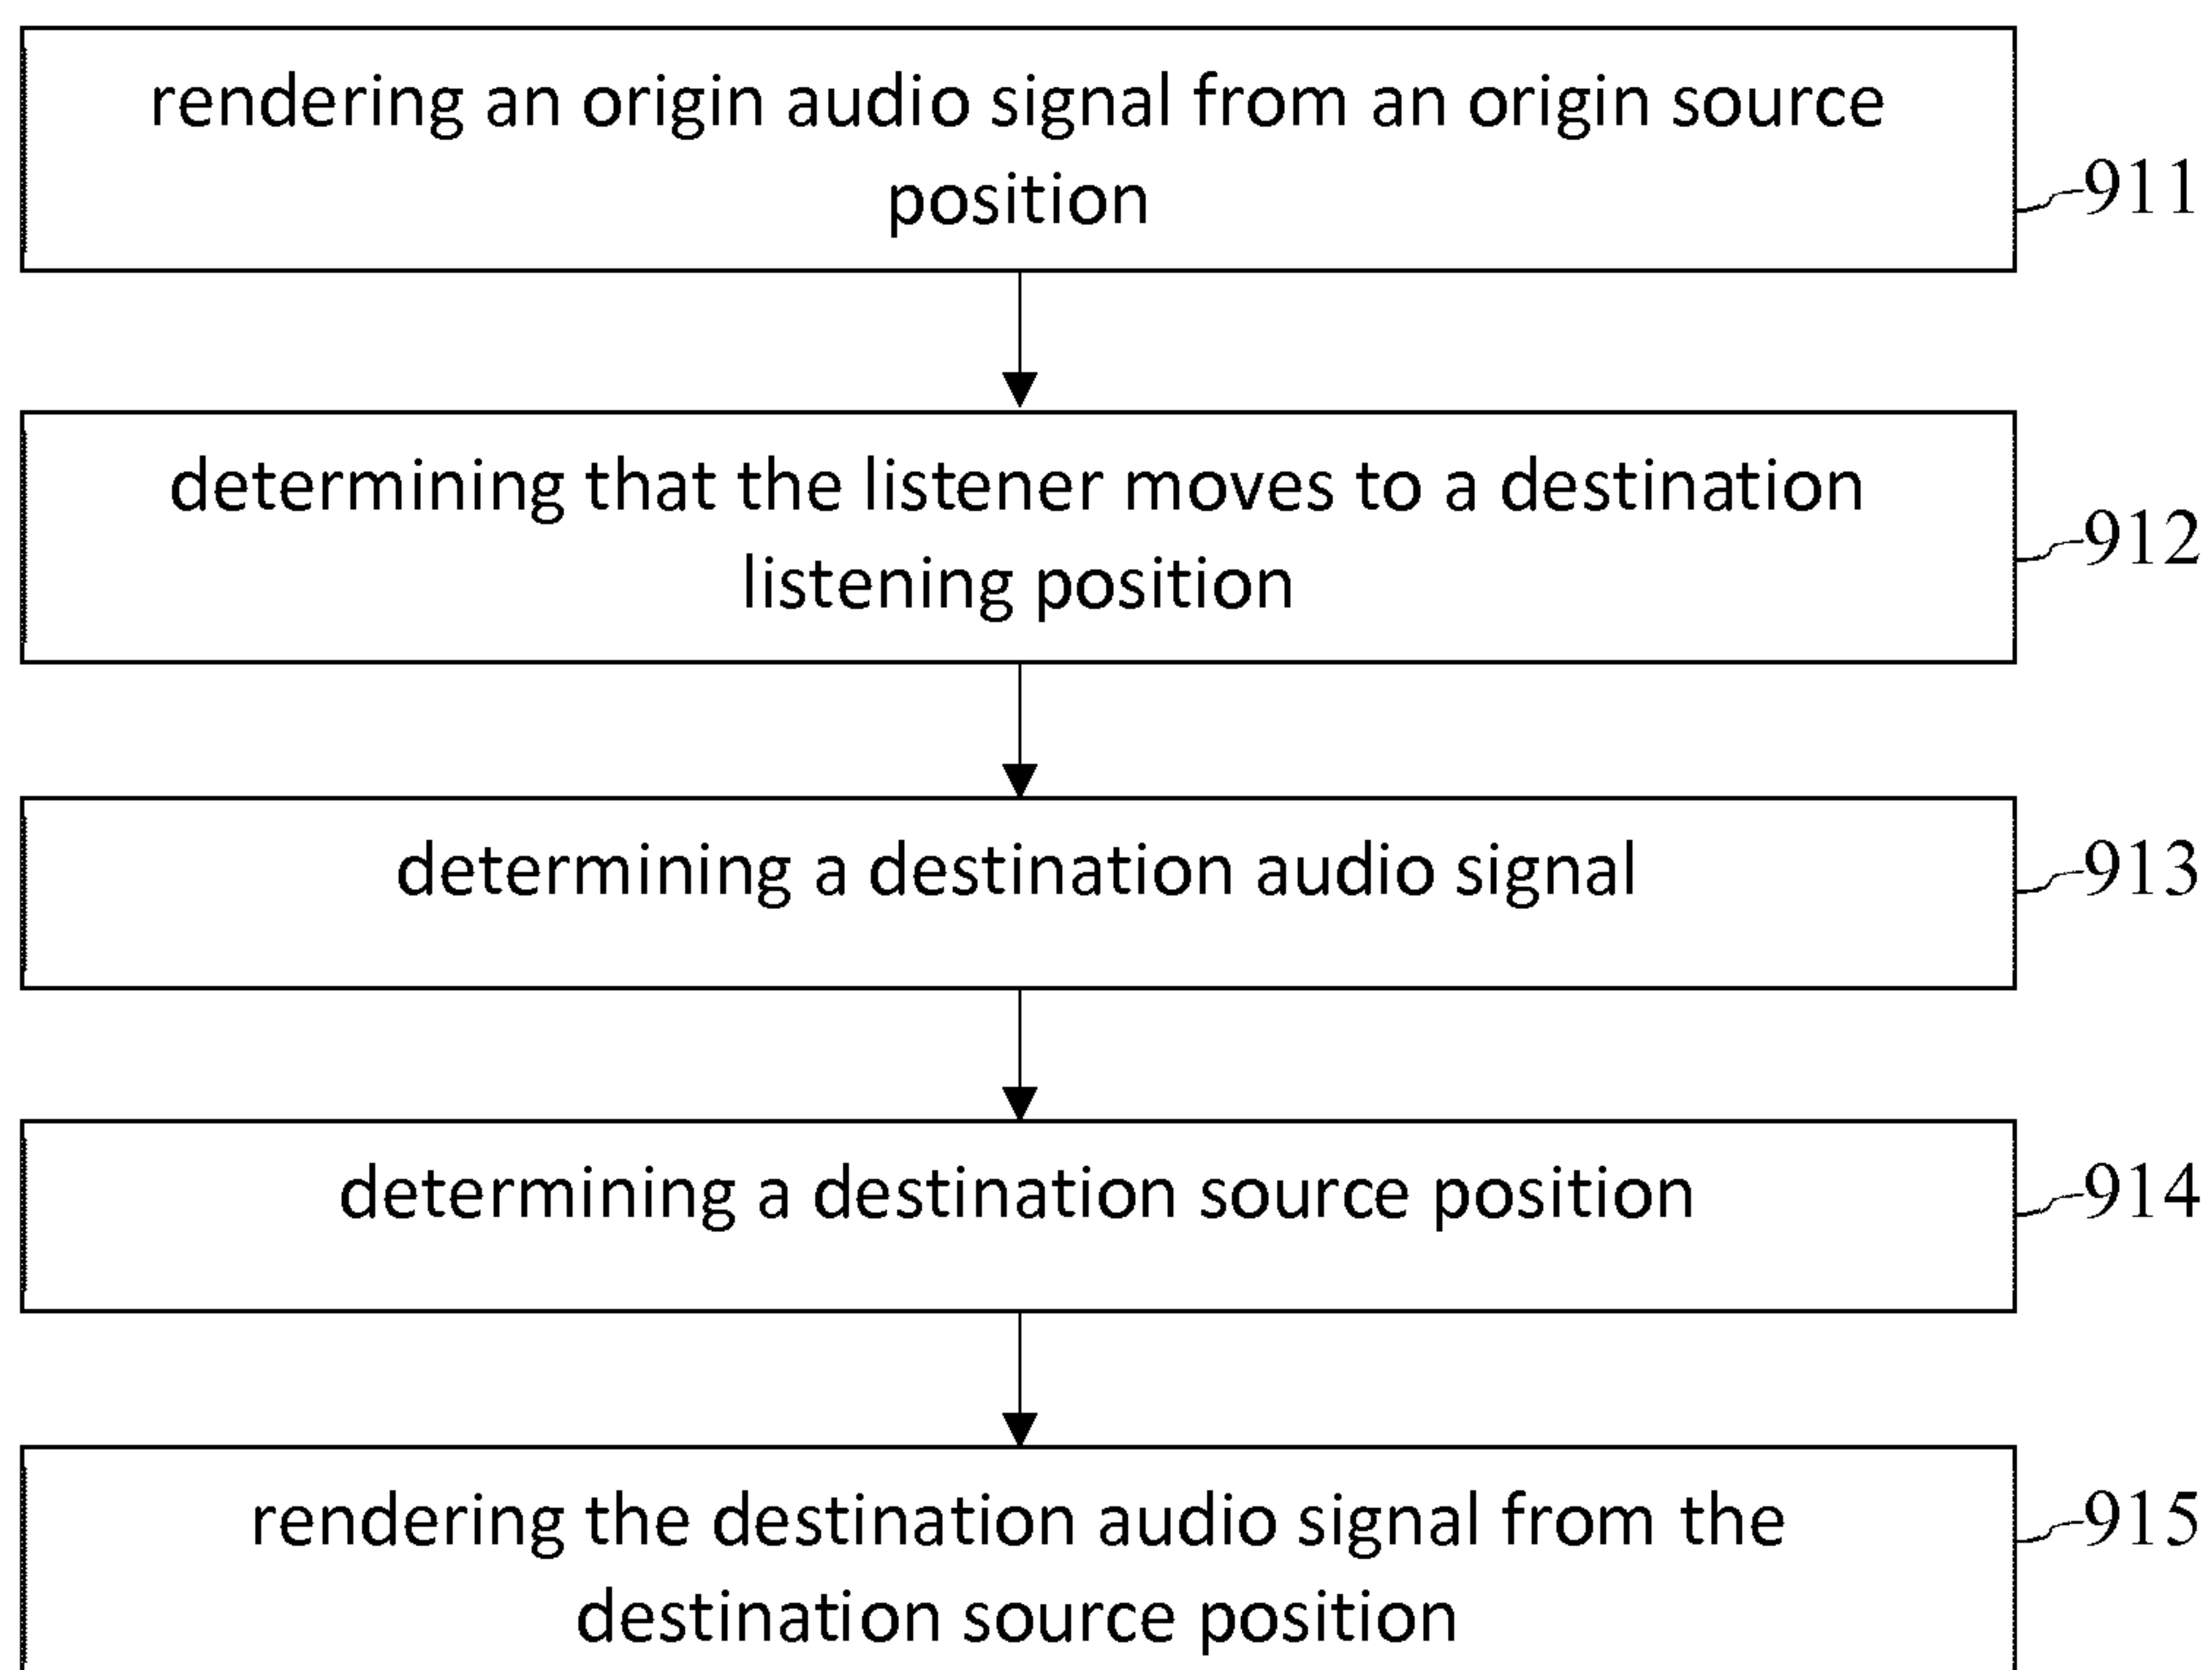 rendering an origin audio signal from an origin source
position
911
determining that the listener moves to a destination
listening position
912
determining a destination audio signal
913
determining a destination source position
914
rendering the destination audio signal from the
destination source position
915